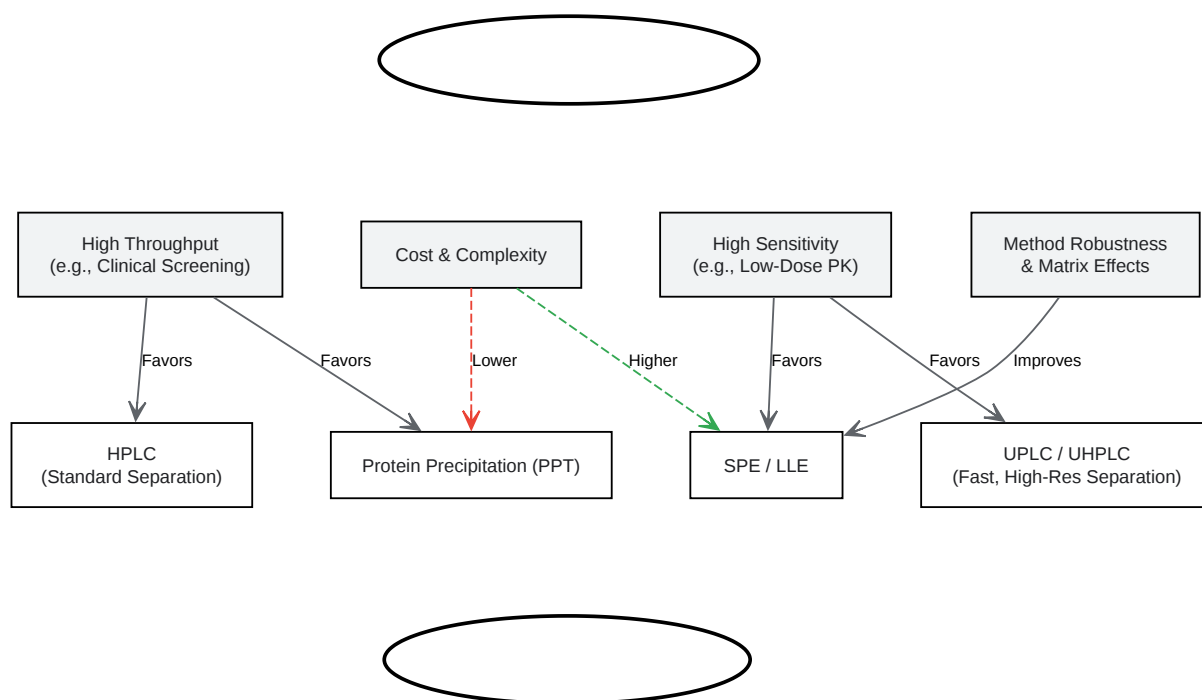 High Throughput
(e.g., Clinical Screening)
Cost & Complexity
High Sensitivity
(e.g., Low-Dose PK)
Method Robustness
& Matrix Effects
Favors
Favors
Lower
Higher
Favors
Favors
Improves
HPLC
(Standard Separation)
Protein Precipitation (PPT)
SPE / LLE
UPLC / UHPLC
(Fast, High-Res Separation)